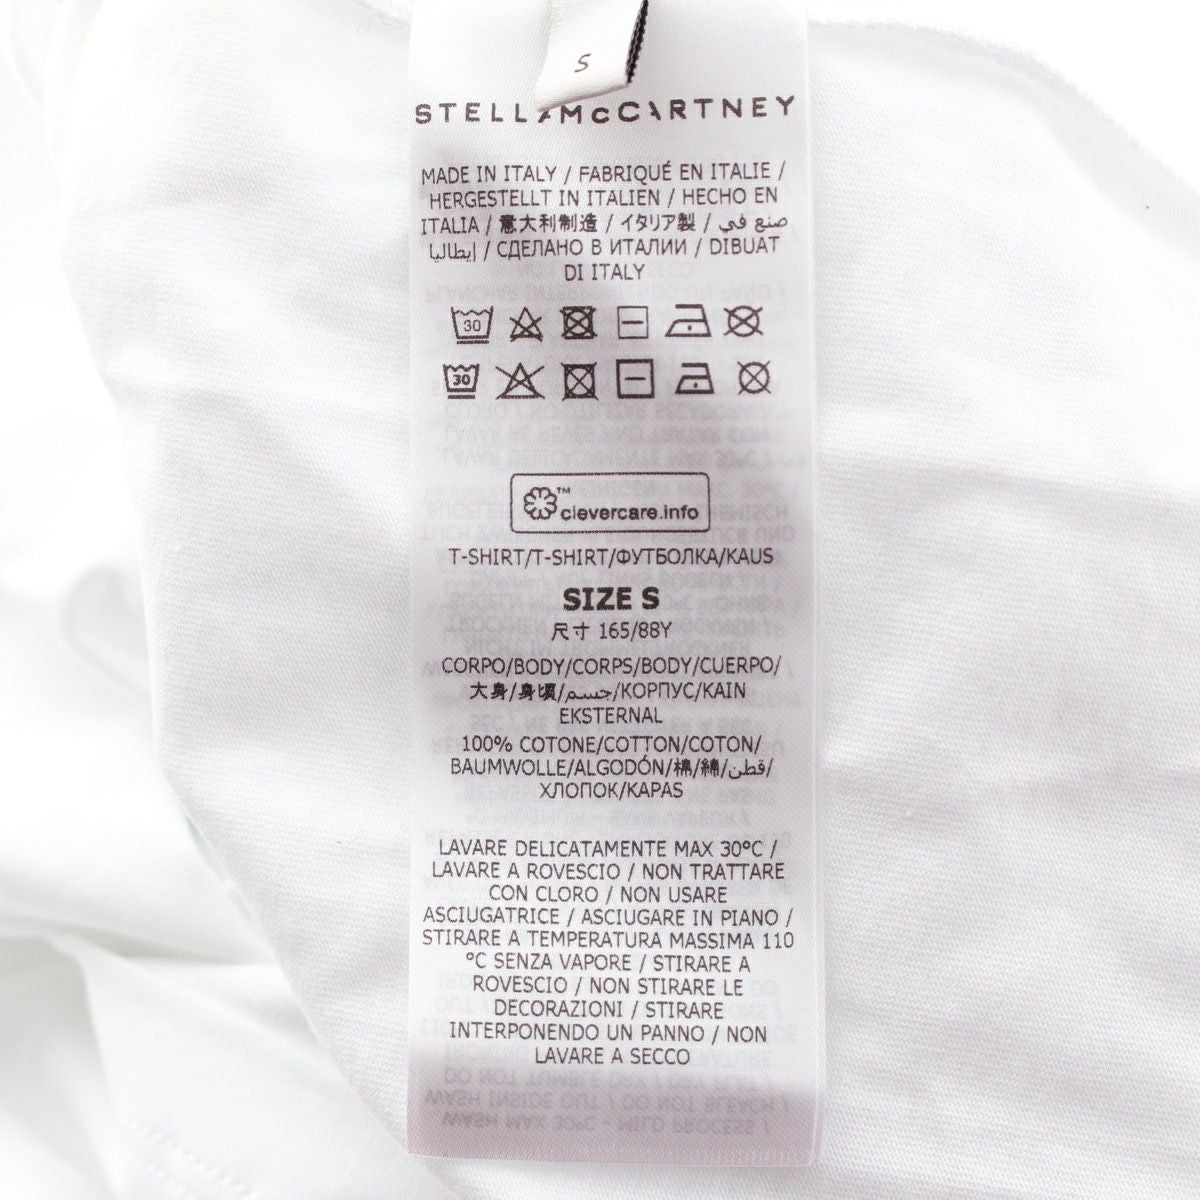 S
STELLA McCARTNEY
MADE IN ITALY / FABRIQUÉ EN ITALIE /
HERGESTELLT IN ITALIEN / HECHO EN
ITALIA / 意大利制造 / イタリア製 / صنع في
إيطاليا / СДЕЛАНО В ИТАЛИИ / DIBUAT
DI ITALY
30
30
™
clevercare.info
T-SHIRT/T-SHIRT/ФУТБОЛКА/KAUS
SIZE S
尺寸 165/88Y
CORPO/BODY/CORPS/BODY/CUERPO/
大身/身頃/جسم/КОРПУС/KAIN
EKSTERNAL
100% COTONE/COTTON/COTON/
BAUMWOLLE/ALGODÓN/棉/綿/قطن/
ХЛОПОК/KAPAS
LAVARE DELICATAMENTE MAX 30°C /
LAVARE A ROVESCIO / NON TRATTARE
CON CLORO / NON USARE
ASCIUGATRICE / ASCIUGARE IN PIANO /
STIRARE A TEMPERATURA MASSIMA 110
°C SENZA VAPORE / STIRARE A
ROVESCIO / NON STIRARE LE
DECORAZIONI / STIRARE
INTERPONENDO UN PANNO / NON
LAVARE A SECCO